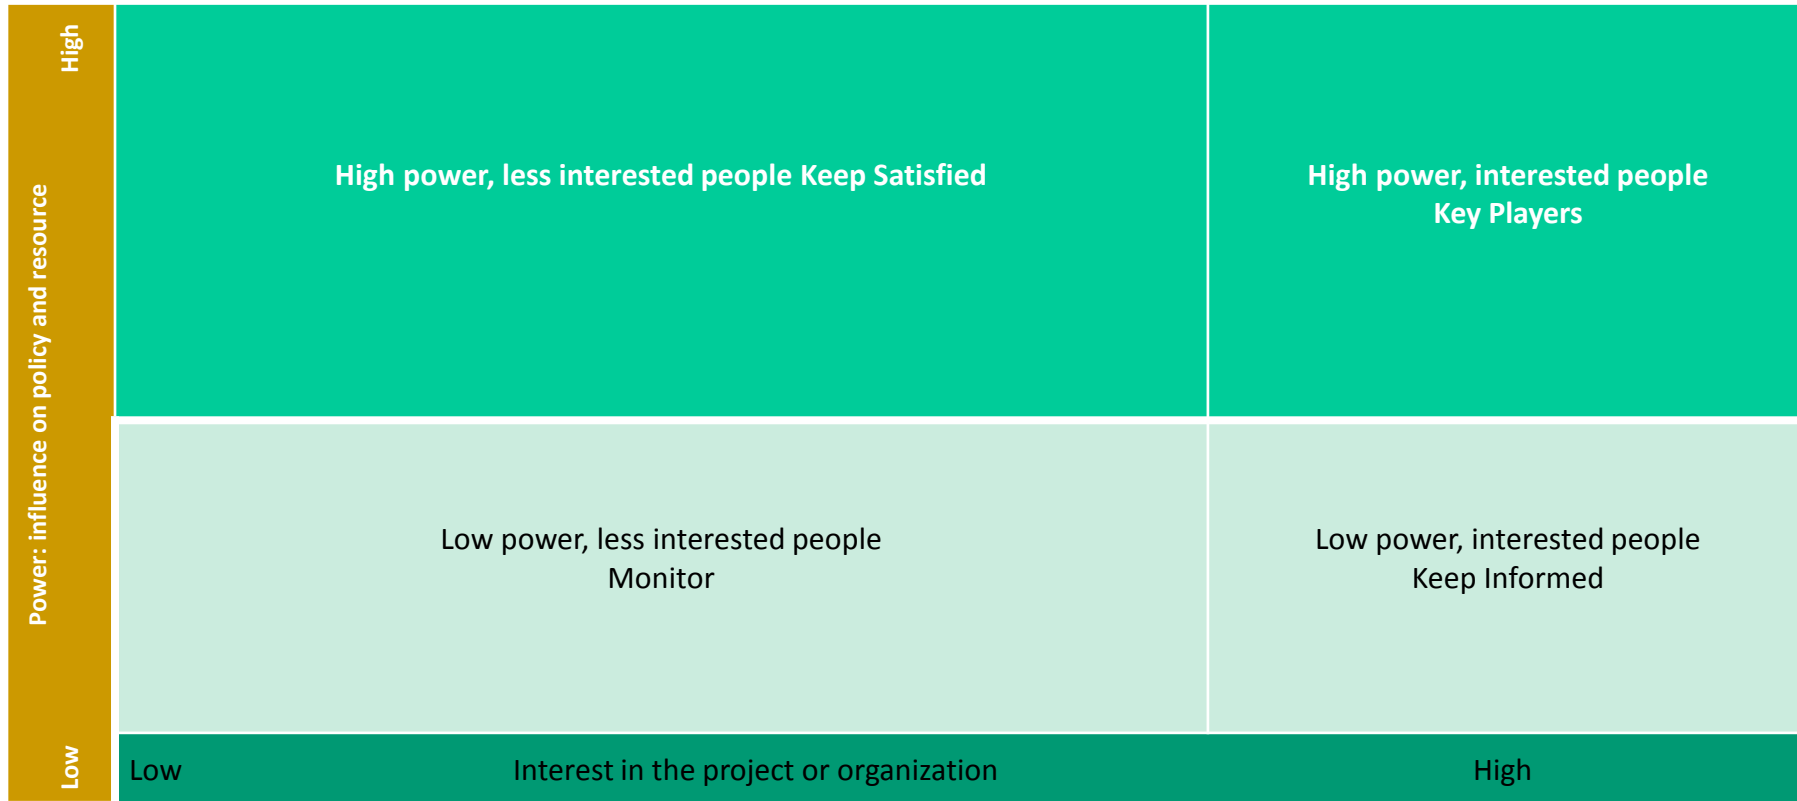 High
High power, less interested people Keep Satisfied
High power, interested people
Key Players
Power: influence on policy and resource
Low power, less interested people
Monitor
Low power, interested people
Keep Informed
Low
Low
Interest in the project or organization
High